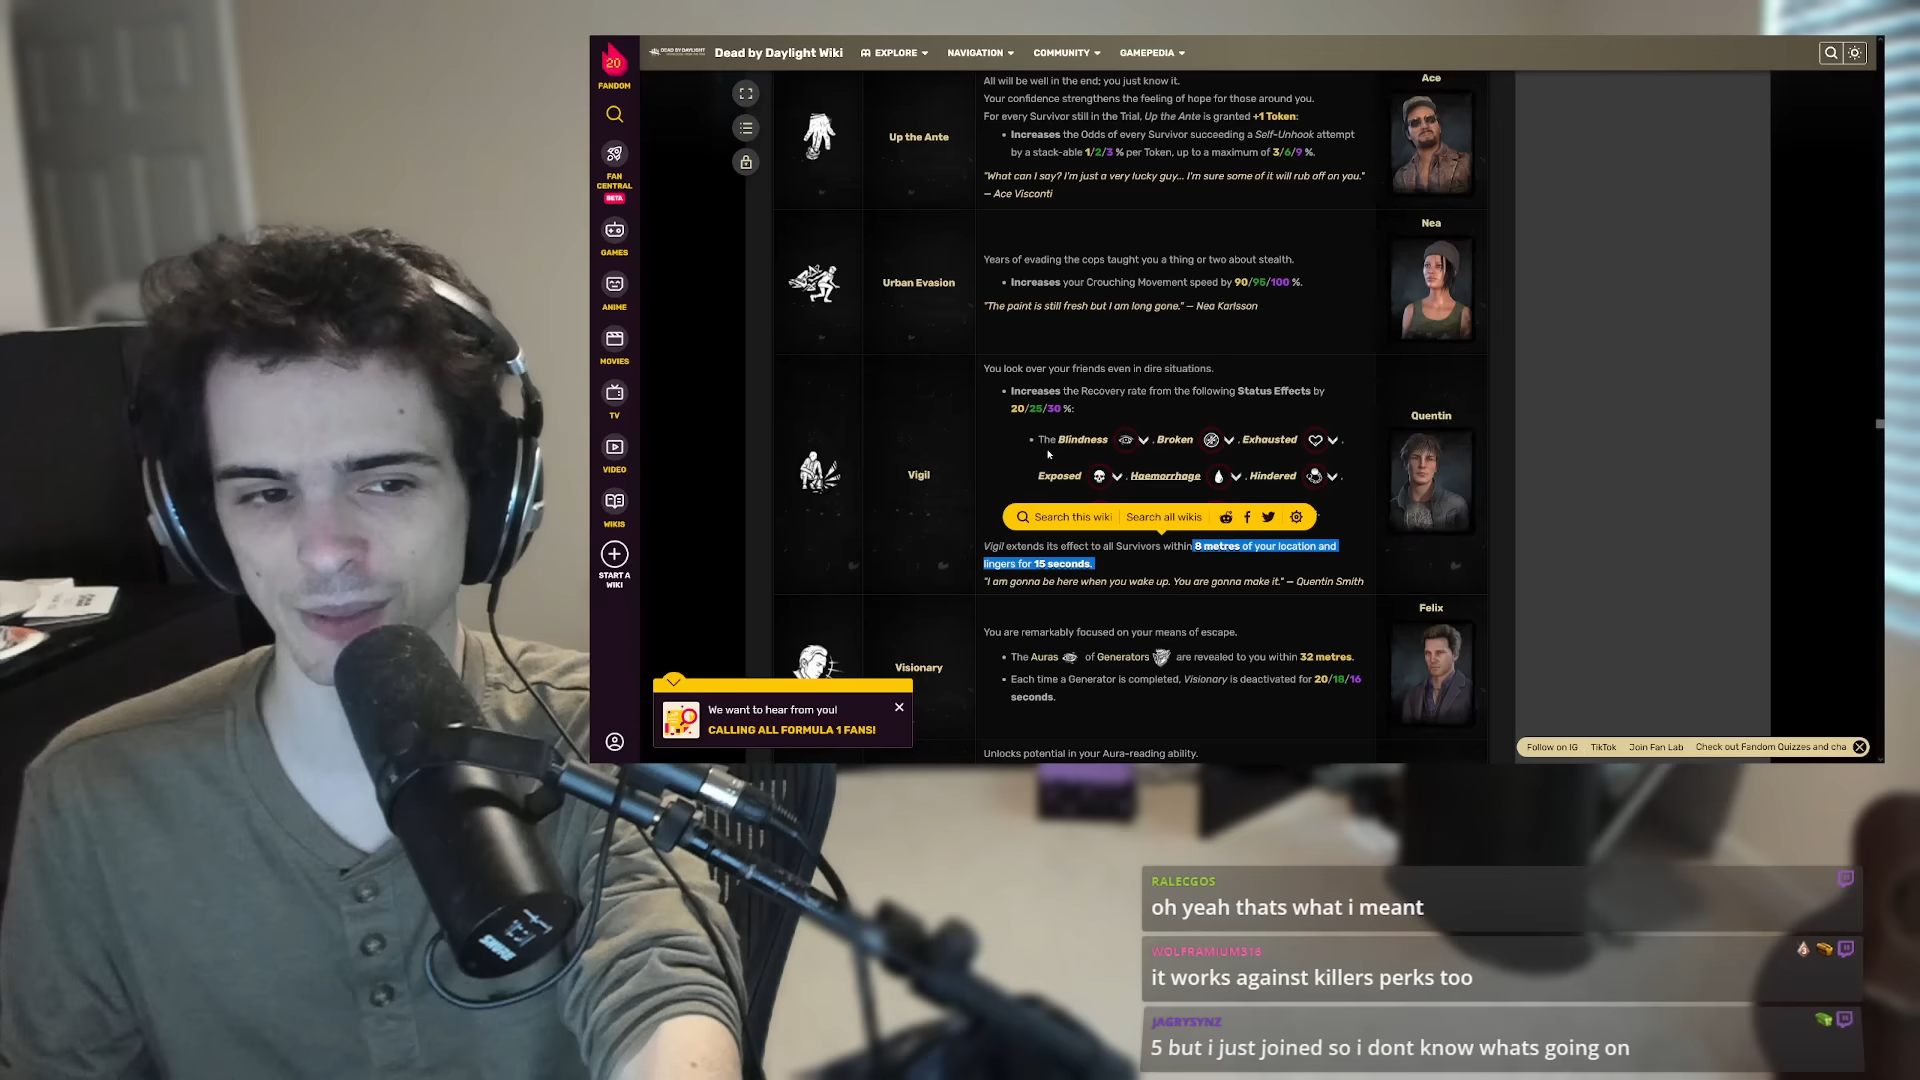 20
FANDOM
FAN
CENTRAL
BETA
GAMES
ANIME
MOVIES
TV
VIDEO
WIKIS
START A
WIKI
DEAD BY DAYLIGHT
Dead by Daylight Wiki
EXPLORE
NAVIGATION
COMMUNITY
GAMEPEDIA
Up the Ante
All will be well in the end; you just know it.
Your confidence strengthens the feeling of hope for those around you.
For every Survivor still in the Trial, Up the Ante is granted +1 Token:
• Increases the Odds of every Survivor succeeding a Self-Unhook attempt
by a stack-able 1/2/3 % per Token, up to a maximum of 3/6/9 %.
"What can I say? I'm just a very lucky guy... I'm sure some of it will rub off on you."
— Ace Visconti
Ace
Urban Evasion
Years of evading the cops taught you a thing or two about stealth.
• Increases your Crouching Movement speed by 90/95/100 %.
"The paint is still fresh but I am long gone." — Nea Karlsson
Nea
Vigil
You look over your friends even in dire situations.
• Increases the Recovery rate from the following Status Effects by
20/25/30 %:
• The Blindness , Broken , Exhausted ,
Exposed , Haemorrhage , Hindered ,
Search this wiki
Search all wikis
Vigil extends its effect to all Survivors within 8 metres of your location and
lingers for 15 seconds.
"I am gonna be here when you wake up. You are gonna make it." — Quentin Smith
Quentin
Visionary
You are remarkably focused on your means of escape.
• The Auras of Generators are revealed to you within 32 metres.
• Each time a Generator is completed, Visionary is deactivated for 20/18/16
seconds.
Felix
Unlocks potential in your Aura-reading ability.
We want to hear from you!
CALLING ALL FORMULA 1 FANS!
Follow on IG
TikTok
Join Fan Lab
Check out Fandom Quizzes and cha
SHURE
RALECGOS
oh yeah thats what i meant
WOLFRAMIUM316
it works against killers perks too
JAGRYSYNZ
5 but i just joined so i dont know whats going on